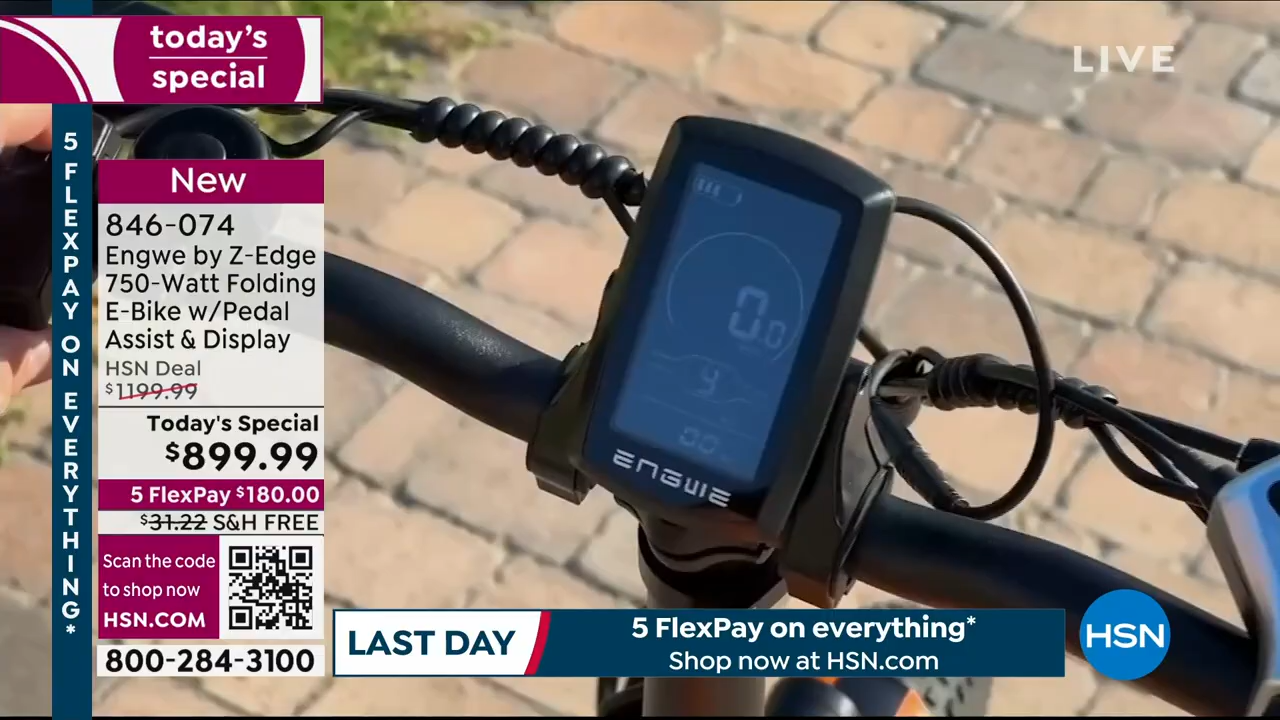 today's
special
LIVE
5 FLEXPAY ON EVERYTHING*
New
846-074
Engwe by Z-Edge
750-Watt Folding
E-Bike w/Pedal
Assist & Display
HSN Deal
$1199.99
Today's Special
$899.99
5 FlexPay $180.00
$31.22 S&H FREE
Scan the code
to shop now
HSN.COM
800-284-3100
0.0
9
0.0
ENGWE
LAST DAY
5 FlexPay on everything*
Shop now at HSN.com
HSN